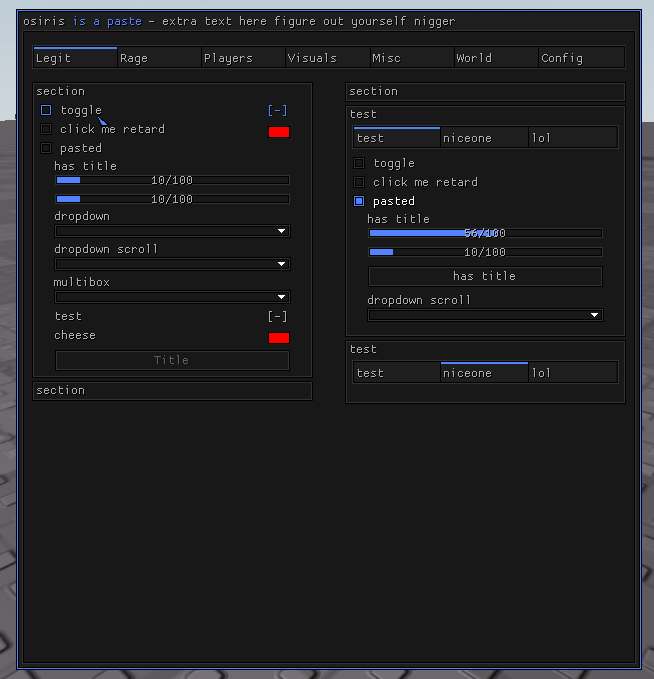 osiris is a paste - extra text here figure out yourself nigger
Legit Rage Players Visuals Misc World Config
section
toggle [-]
click me retard
pasted
has title
10/100
10/100
dropdown
dropdown scroll
multibox
test [-]
cheese
Title
section
section
test
test niceone lol
toggle
click me retard
pasted
has title
56/100
10/100
has title
dropdown scroll
test
test niceone lol